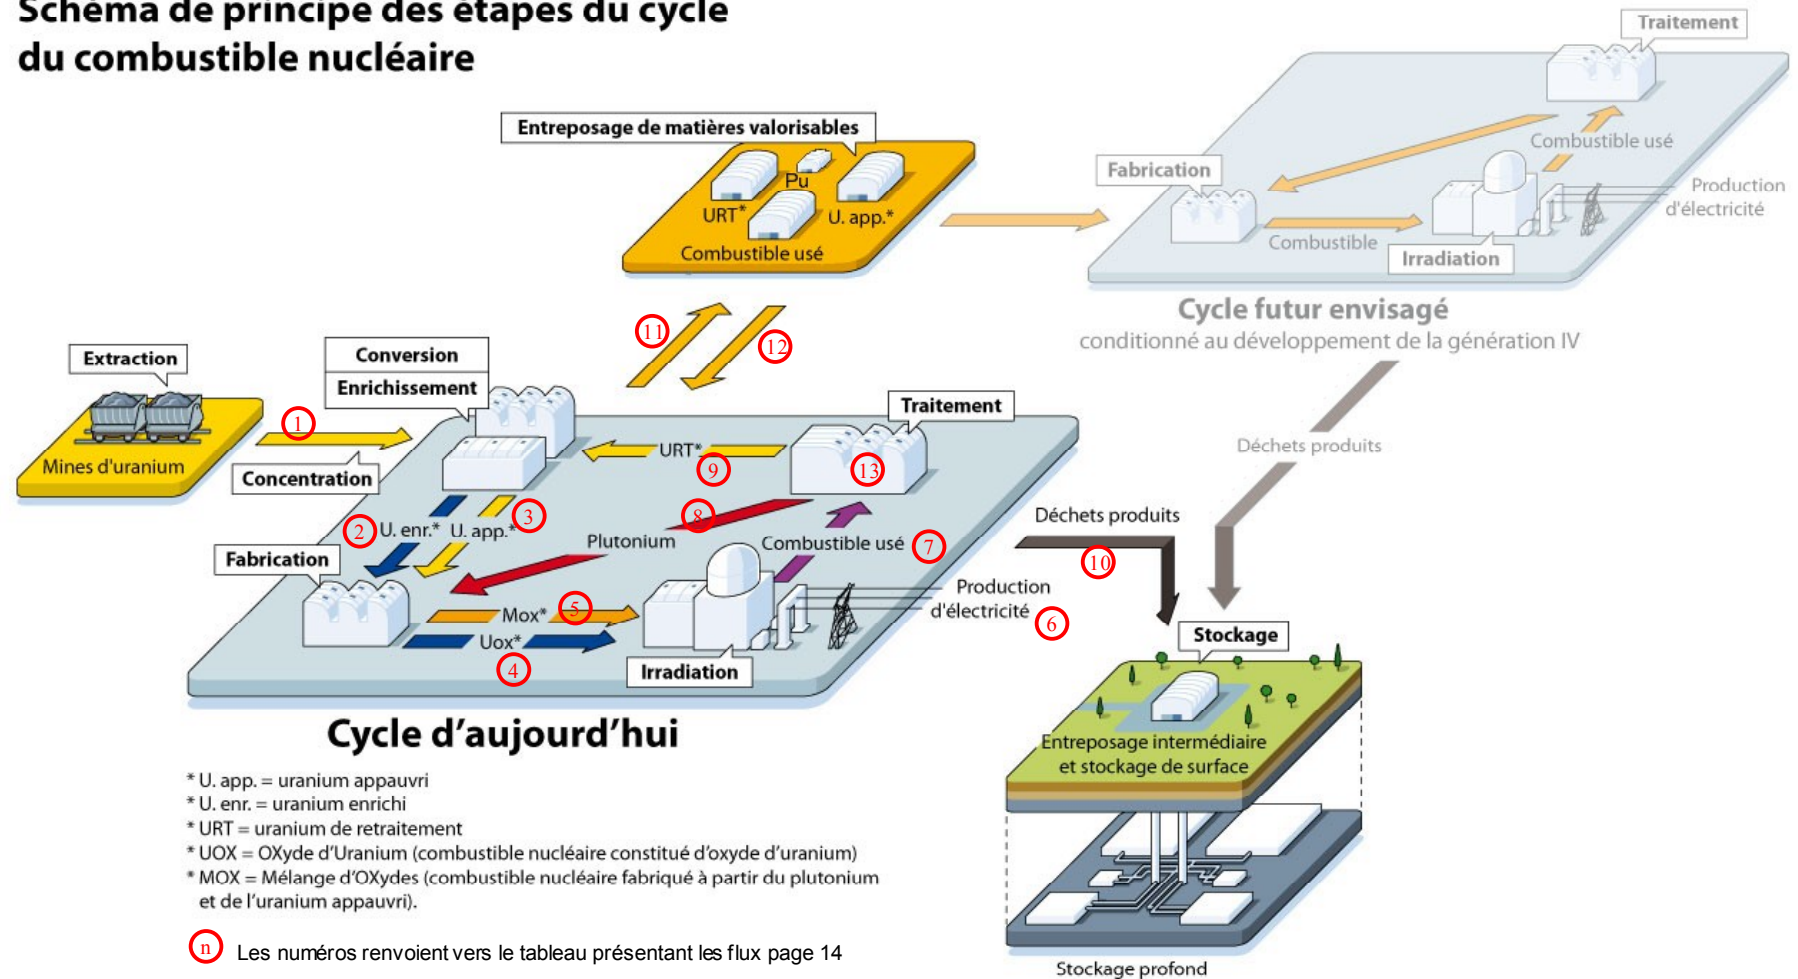 Schéma de principe des étapes du cycle
du combustible nucléaire
Traitement
Entreposage de matières valorisables
Combustible usé
Fabrication
Pu
URT*
U. app.*
Production
d'électricité
Combustible usé
Combustible
Irradiation
Cycle futur envisagé
conditionné au développement de la génération IV
11
12
Extraction
Conversion
Enrichissement
Traitement
1
Mines d'uranium
Concentration
URT*
9
13
Déchets produits
2
U. enr.*
U. app.*
3
8
Plutonium
Combustible usé
7
Déchets produits
10
Fabrication
Mox*
5
Uox*
4
Production
d'électricité
6
Irradiation
Stockage
Cycle d'aujourd'hui
Entreposage intermédiaire
et stockage de surface
* U. app. = uranium appauvri
* U. enr. = uranium enrichi
* URT = uranium de retraitement
* UOX = OXyde d'Uranium (combustible nucléaire constitué d'oxyde d'uranium)
* MOX = Mélange d'OXydes (combustible nucléaire fabriqué à partir du plutonium
et de l'uranium appauvri).
n Les numéros renvoient vers le tableau présentant les flux page 14
Stockage profond